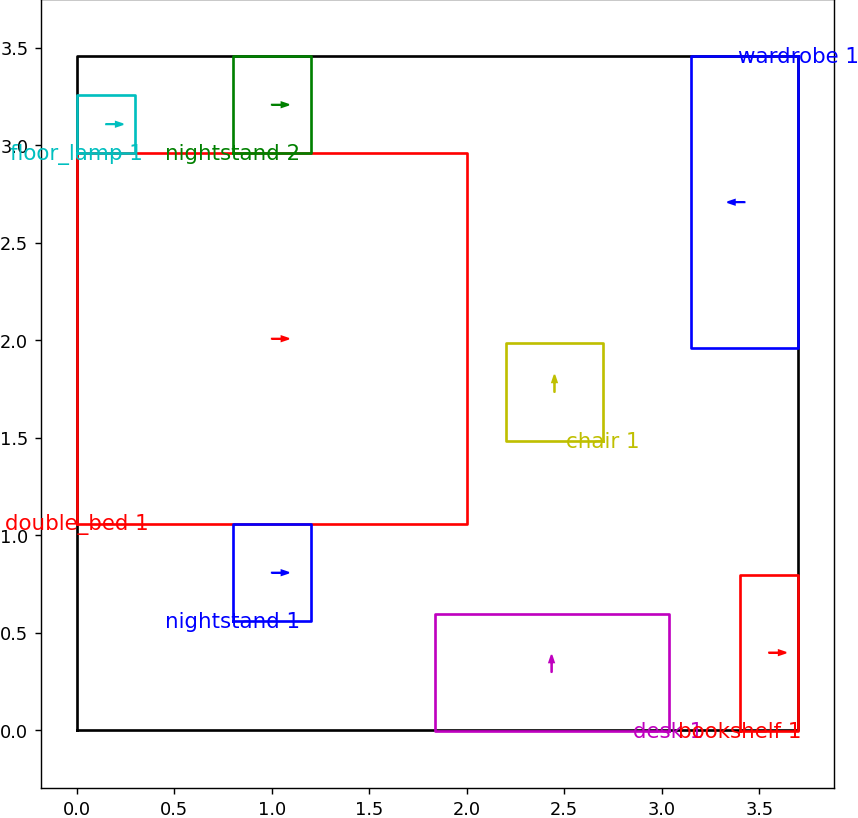 3.5
wardrobe 1
3.0
floor_lamp 1
nightstand 2
2.5
2.0
1.5
chair 1
1.0
double_bed 1
0.5
nightstand 1
0.0
desk 1
bookshelf 1
0.0 0.5 1.0 1.5 2.0 2.5 3.0 3.5